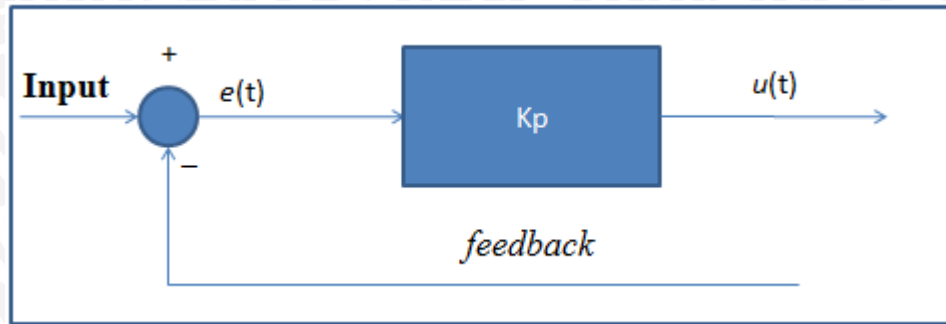 +
Input
e(t)
Kp
u(t)
–
feedback